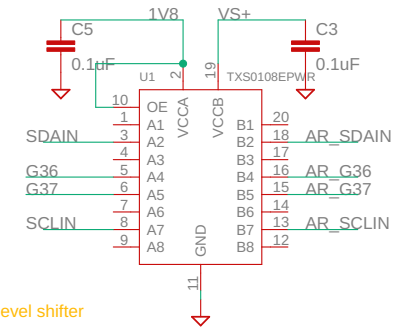 1V8 VS+
C5 C3
0.1uF 0.1uF
U1 TXS0108EPWR
2 19
VCCA VCCB
10 OE
1 A1 B1 20
SDAIN 3 A2 B2 18 AR_SDAIN
4 A3 B3 17
G36 5 A4 B4 16 AR_G36
G37 6 A5 B5 15 AR_G37
7 A6 B6 14
SCLIN 8 A7 B7 13 AR_SCLIN
9 A8 B8 12
GND
11
evel shifter